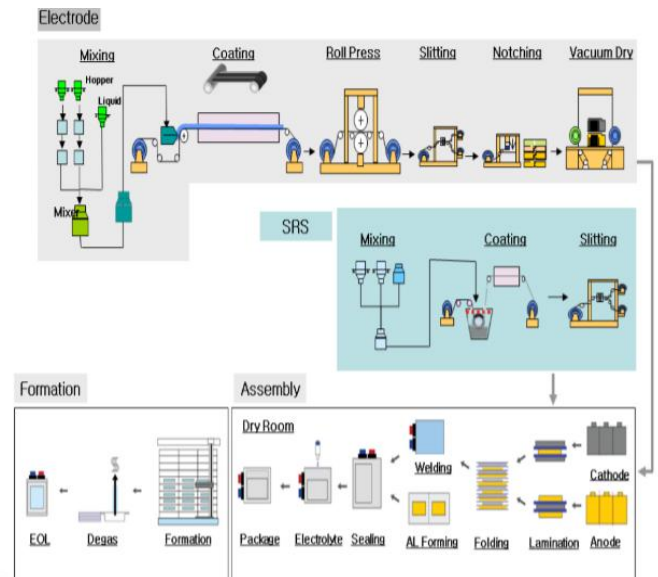 Electrode
Mixing
Coating
Roll Press
Slitting
Notching
Vacuum Dry
Hopper
Liquid
Mixer
SRS
Mixing
Coating
Slitting
Formation
Assembly
Dry Room
Welding
Cathode
EOL
Degas
Formation
Package
Electrolyte
Sealing
AL Forming
Folding
Lamination
Anode